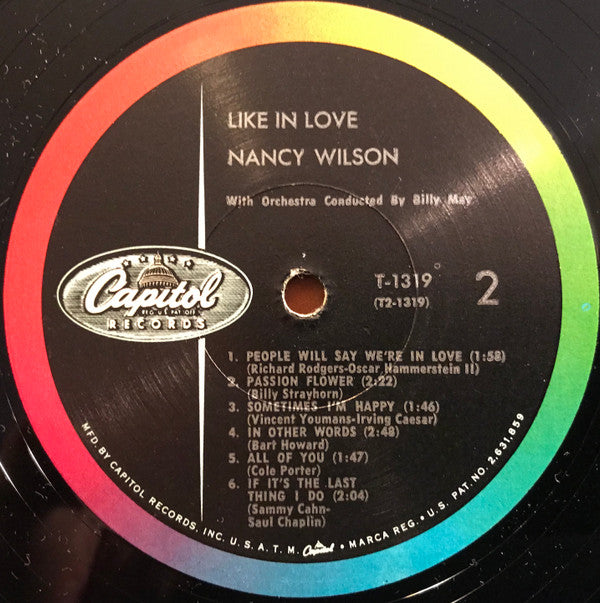 LIKE IN LOVE
NANCY WILSON
With Orchestra Conducted By Billy May
Capitol
REG. U.S. PAT. OFF.
RECORDS
T-1319
(T2-1319)
2
1. PEOPLE WILL SAY WE'RE IN LOVE (1:58)
(Richard Rodgers-Oscar Hammerstein II)
2. PASSION FLOWER (2:22)
(Billy Strayhorn)
3. SOMETIMES I'M HAPPY (1:46)
(Vincent Youmans-Irving Caesar)
4. IN OTHER WORDS (2:48)
(Bart Howard)
5. ALL OF YOU (1:47)
(Cole Porter)
6. IF IT'S THE LAST
THING I DO (2:04)
(Sammy Cahn-
Saul Chaplin)
MFD. BY CAPITOL RECORDS, INC. U.S.A. T.M. Capitol • MARCA REG. • U.S. PAT. NO. 2,631,859